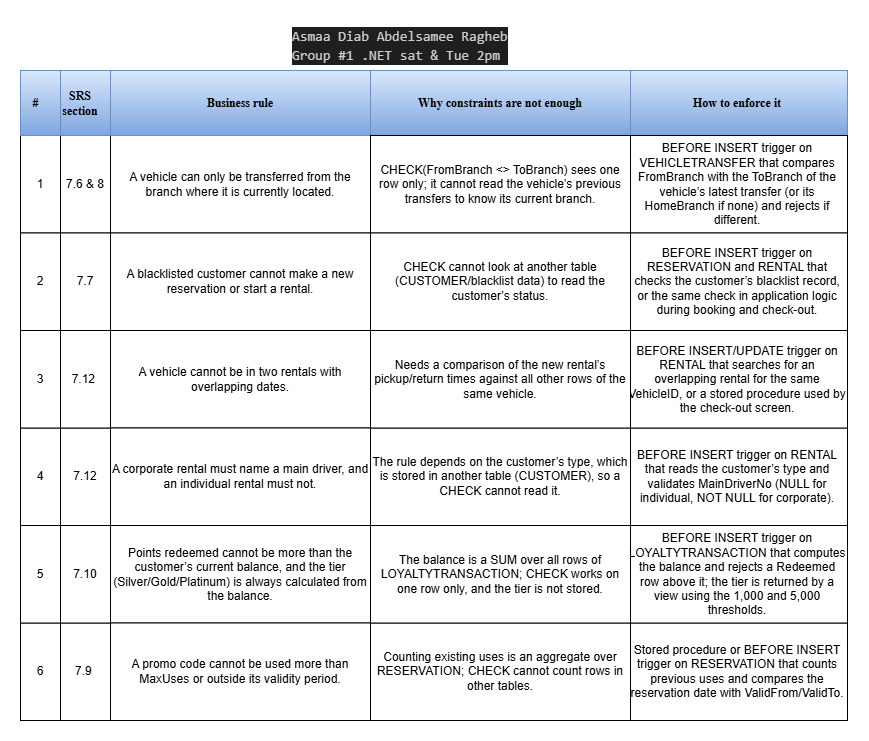 Asmaa Diab Abdelsamee Ragheb
Group #1 .NET sat & Tue 2pm
#
SRS
section
Business rule
Why constraints are not enough
How to enforce it
1
7.6 & 8
A vehicle can only be transferred from the
branch where it is currently located.
CHECK(FromBranch <> ToBranch) sees one
row only; it cannot read the vehicle's previous
transfers to know its current branch.
BEFORE INSERT trigger on
VEHICLETRANSFER that compares
FromBranch with the ToBranch of the
vehicle's latest transfer (or its
HomeBranch if none) and rejects if
different.
2
7.7
A blacklisted customer cannot make a new
reservation or start a rental.
CHECK cannot look at another table
(CUSTOMER/blacklist data) to read the
customer's status.
BEFORE INSERT trigger on
RESERVATION and RENTAL that
checks the customer's blacklist record,
or the same check in application logic
during booking and check-out.
3
7.12
A vehicle cannot be in two rentals with
overlapping dates.
Needs a comparison of the new rental's
pickup/return times against all other rows of the
same vehicle.
BEFORE INSERT/UPDATE trigger on
RENTAL that searches for an
overlapping rental for the same
VehicleID, or a stored procedure used by
the check-out screen.
4
7.12
A corporate rental must name a main driver, and
an individual rental must not.
The rule depends on the customer's type, which
is stored in another table (CUSTOMER), so a
CHECK cannot read it.
BEFORE INSERT trigger on RENTAL
that reads the customer's type and
validates MainDriverNo (NULL for
individual, NOT NULL for corporate).
5
7.10
Points redeemed cannot be more than the
customer's current balance, and the tier
(Silver/Gold/Platinum) is always calculated from
the balance.
The balance is a SUM over all rows of
LOYALTYTRANSACTION; CHECK works on
one row only, and the tier is not stored.
BEFORE INSERT trigger on
LOYALTYTRANSACTION that computes
the balance and rejects a Redeemed
row above it; the tier is returned by a
view using the 1,000 and 5,000
thresholds.
6
7.9
A promo code cannot be used more than
MaxUses or outside its validity period.
Counting existing uses is an aggregate over
RESERVATION; CHECK cannot count rows in
other tables.
Stored procedure or BEFORE INSERT
trigger on RESERVATION that counts
previous uses and compares the
reservation date with ValidFrom/ValidTo.